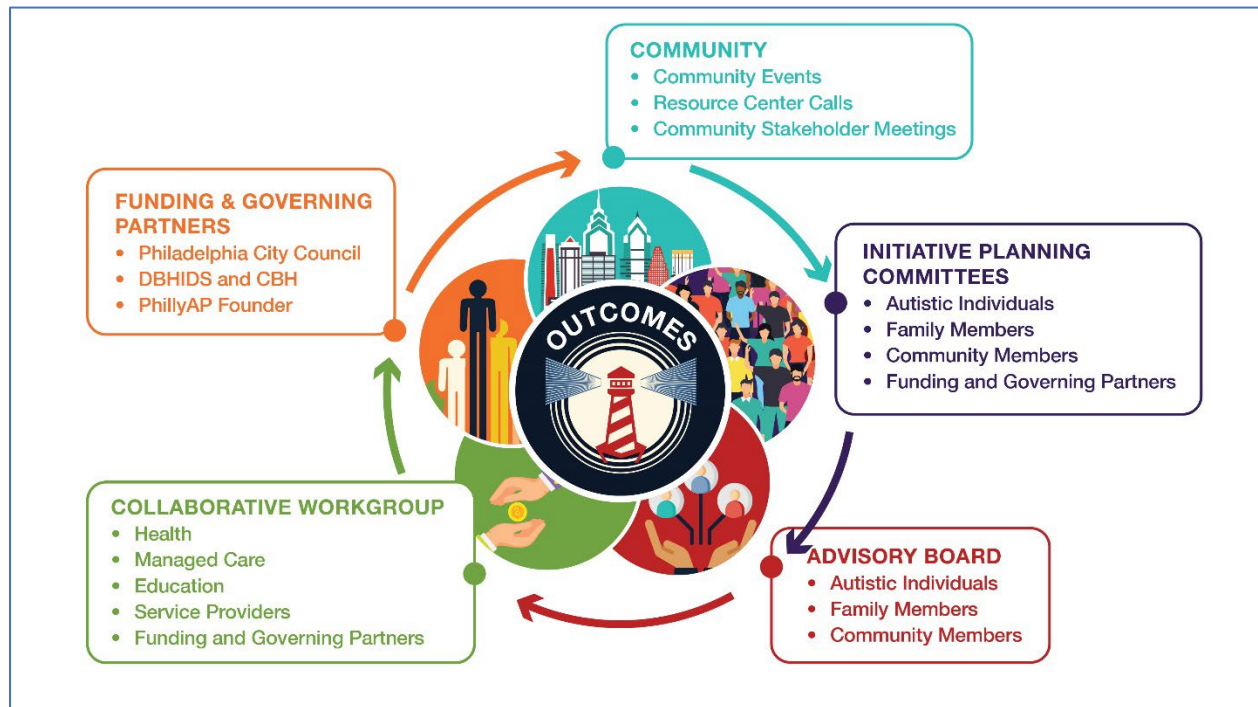 COMMUNITY
• Community Events
• Resource Center Calls
• Community Stakeholder Meetings
FUNDING & GOVERNING
PARTNERS
• Philadelphia City Council
• DBHIDS and CBH
• PhillyAP Founder
INITIATIVE PLANNING
COMMITTEES
• Autistic Individuals
• Family Members
• Community Members
• Funding and Governing Partners
OUTCOMES
COLLABORATIVE WORKGROUP
• Health
• Managed Care
• Education
• Service Providers
• Funding and Governing Partners
ADVISORY BOARD
• Autistic Individuals
• Family Members
• Community Members